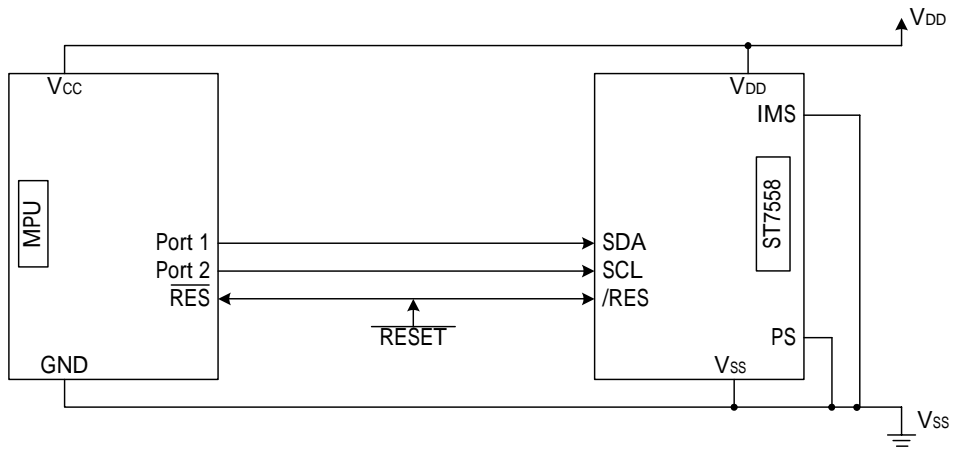 VDD
VCC
VDD
IMS
MPU
ST7558
Port 1
SDA
Port 2
SCL
RES
/RES
RESET
PS
GND
VSS
VSS